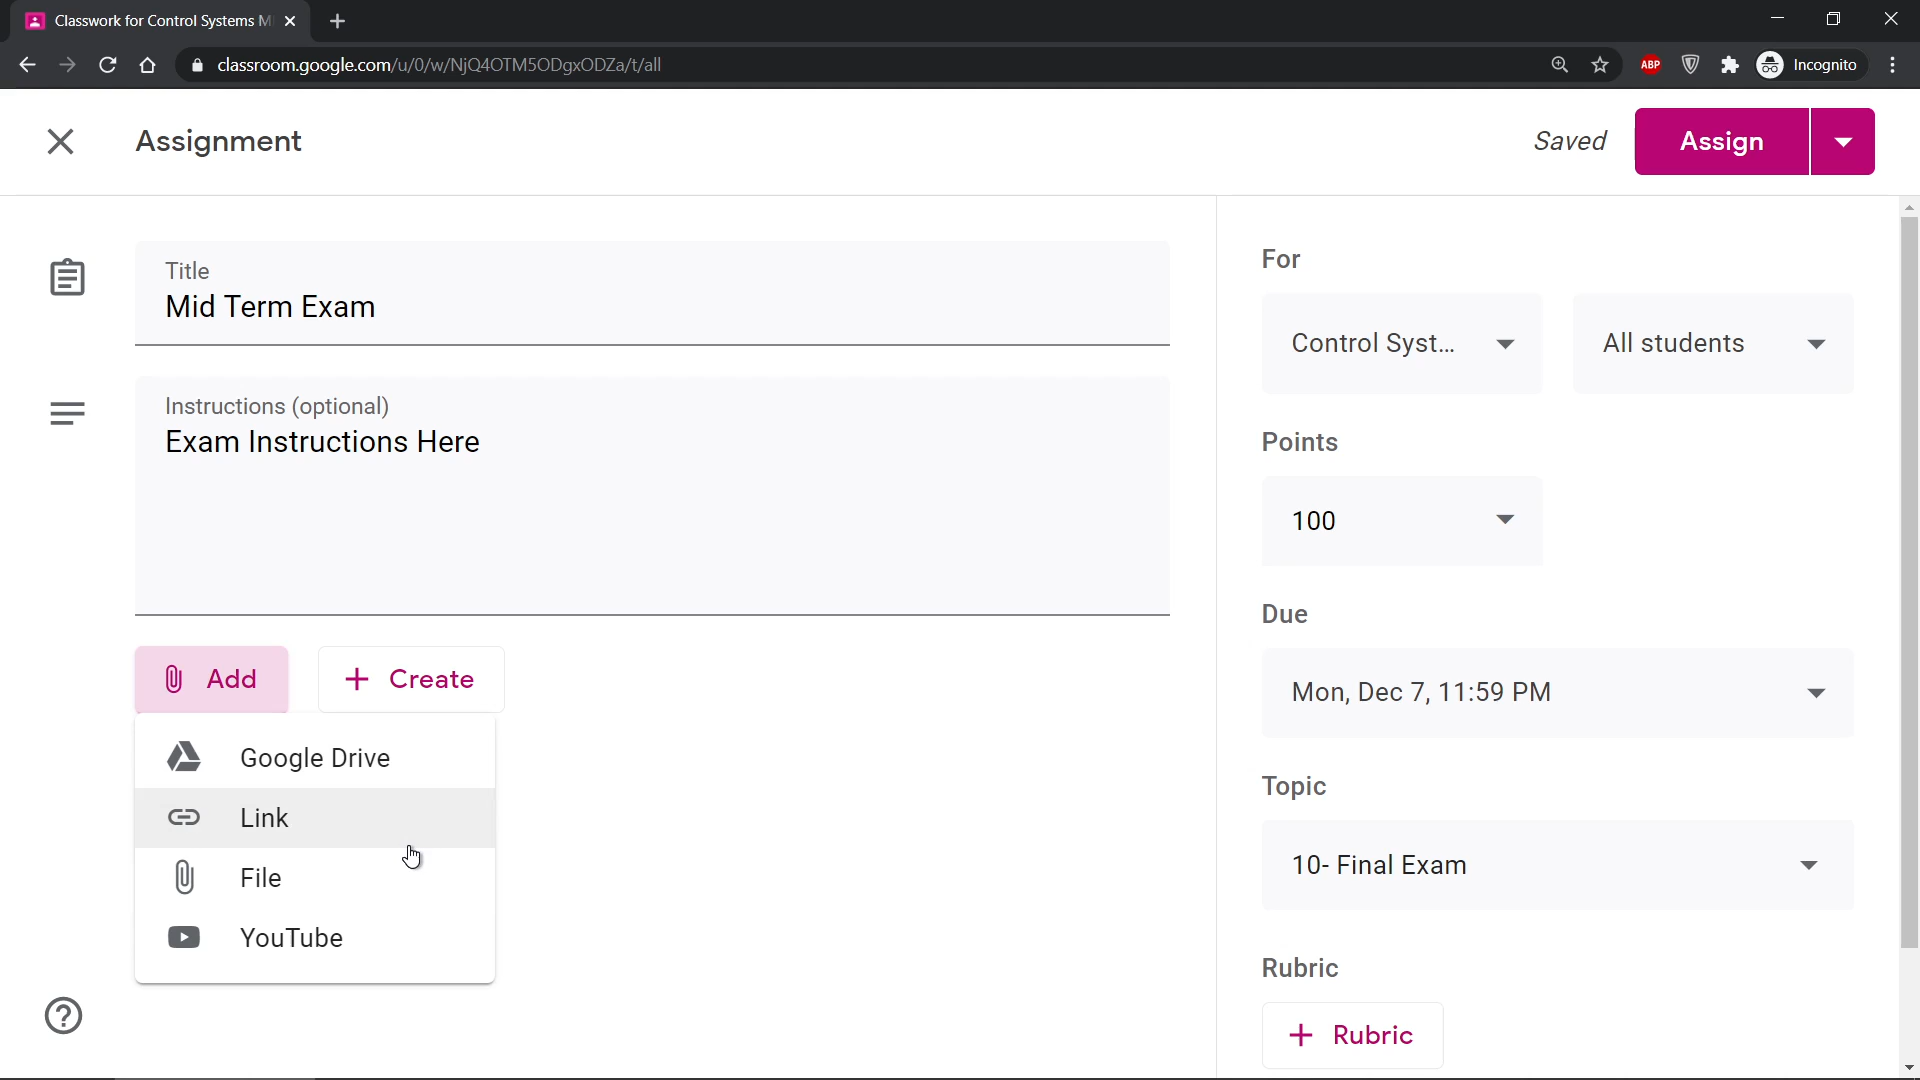 Classwork for Control Systems M
classroom.google.com/u/0/w/NjQ4OTM5ODgxODZa/t/all
ABP
Incognito
Assignment
Saved
Assign
Title
Mid Term Exam
Instructions (optional)
Exam Instructions Here
Add
Create
Google Drive
Link
File
YouTube
For
Control Syst...
All students
Points
100
Due
Mon, Dec 7, 11:59 PM
Topic
10- Final Exam
Rubric
Rubric